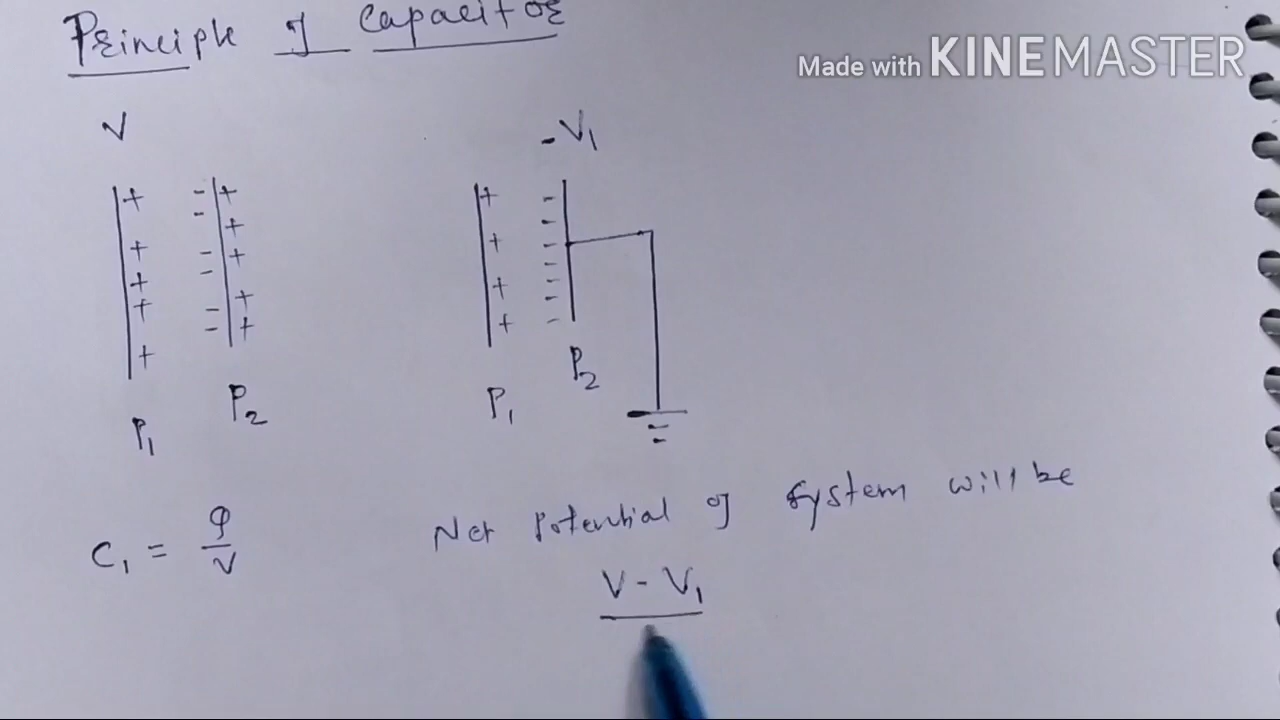 Principle of Capacitor
Made with KINEMASTER
V
-V1
+ - +
- +
+ - +
+ -
+ - +
+ - +
P1
P2
+ -
-
+ -
-
+ -
-
+ -
P1
P2
C1 = Q/V
Net Potential of System will be
V - V1